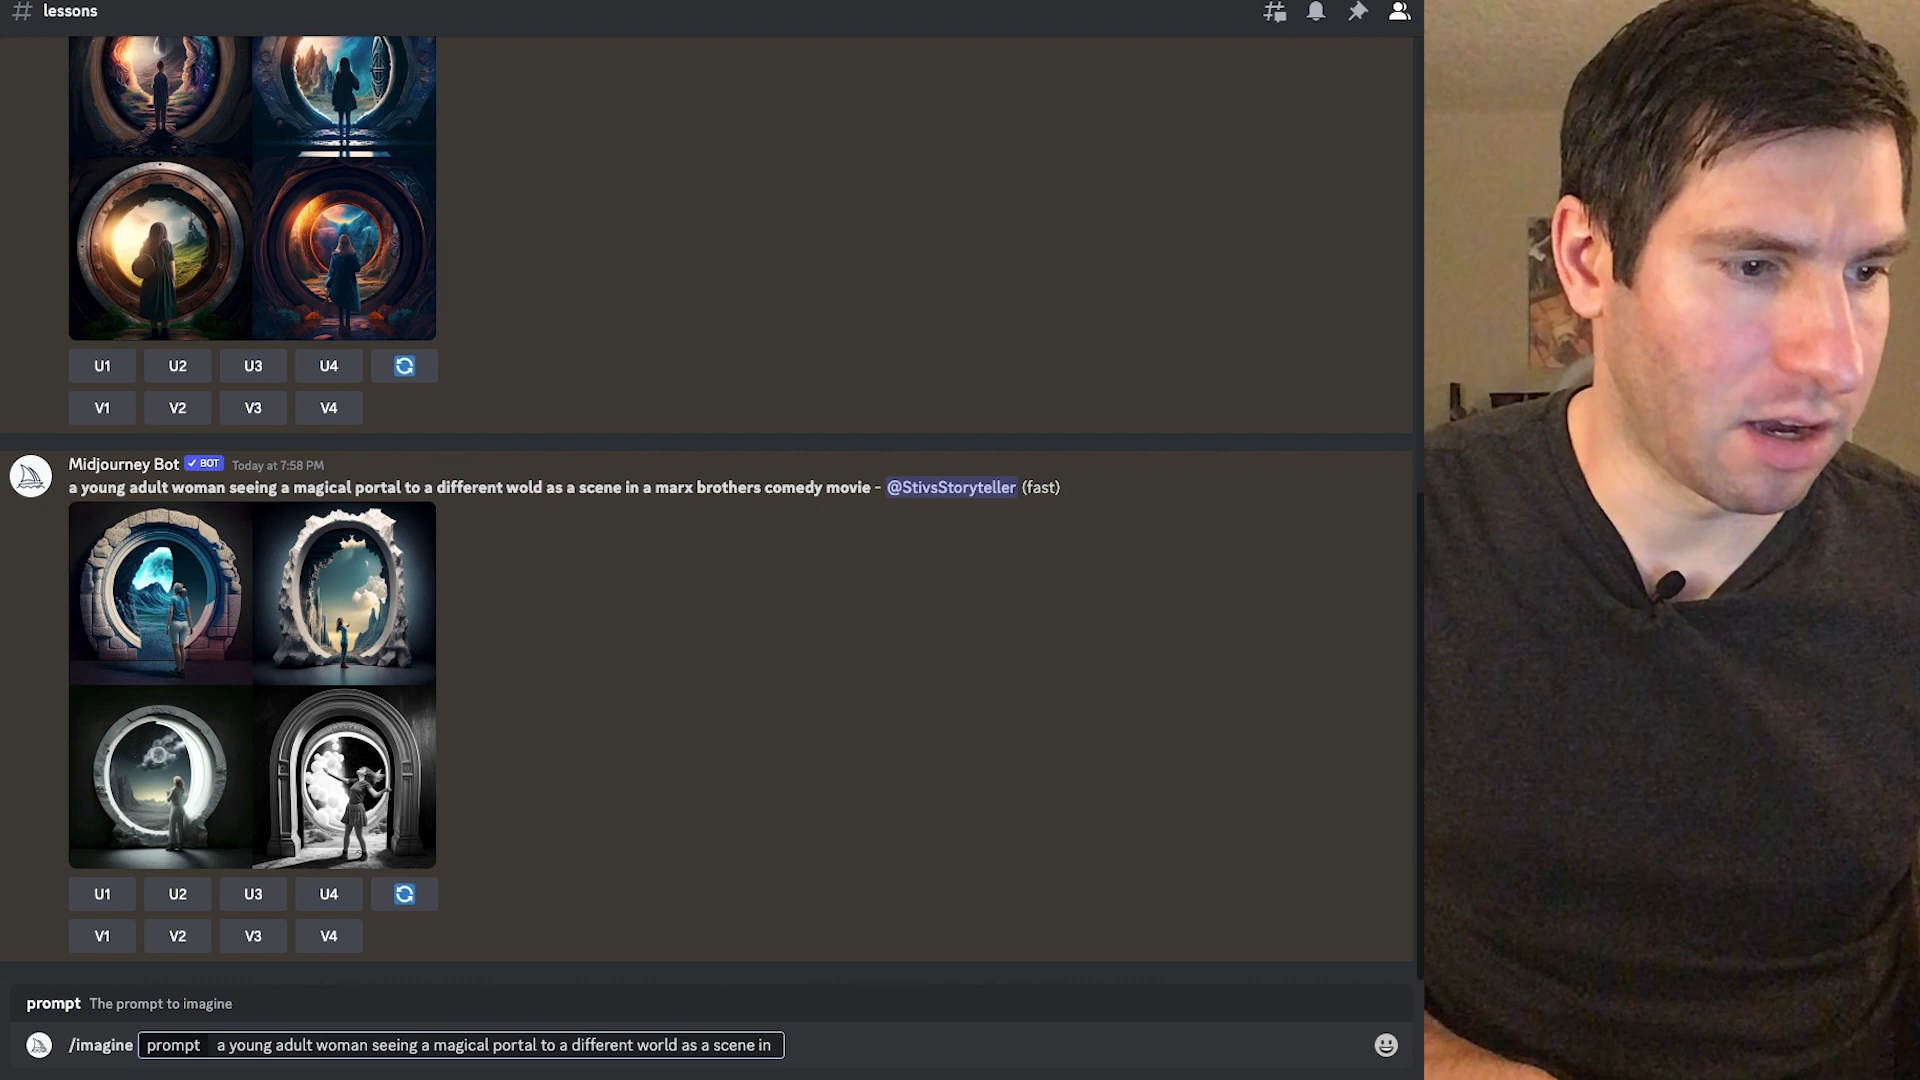 # lessons
U1 U2 U3 U4
V1 V2 V3 V4
Midjourney Bot BOT Today at 7:58 PM
a young adult woman seeing a magical portal to a different wold as a scene in a marx brothers comedy movie - @StivsStoryteller (fast)
U1 U2 U3 U4
V1 V2 V3 V4
prompt The prompt to imagine
/imagine prompt a young adult woman seeing a magical portal to a different world as a scene in